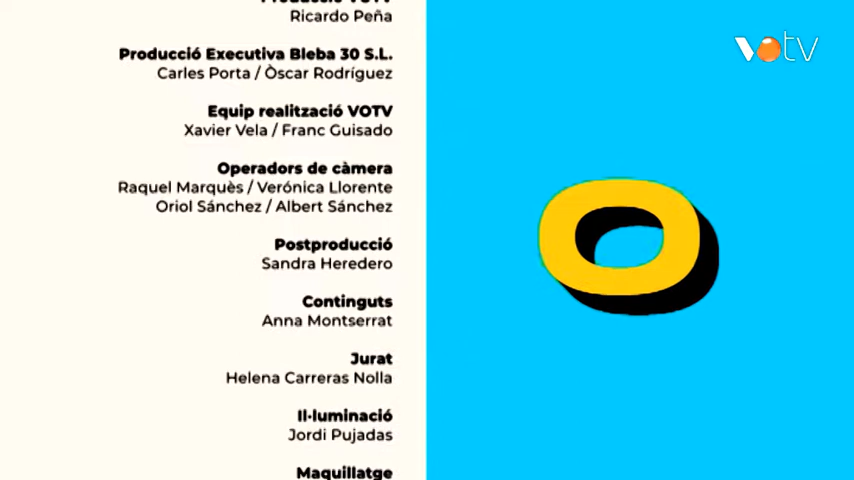 Producció VOTV
Ricardo Peña
Producció Executiva Bleba 30 S.L.
Carles Porta / Òscar Rodríguez
Equip realització VOTV
Xavier Vela / Franc Guisado
Operadors de càmera
Raquel Marquès / Verónica Llorente
Oriol Sánchez / Albert Sánchez
Postproducció
Sandra Heredero
Continguts
Anna Montserrat
Jurat
Helena Carreras Nolla
Il·luminació
Jordi Pujadas
Maquillatge
votv
O